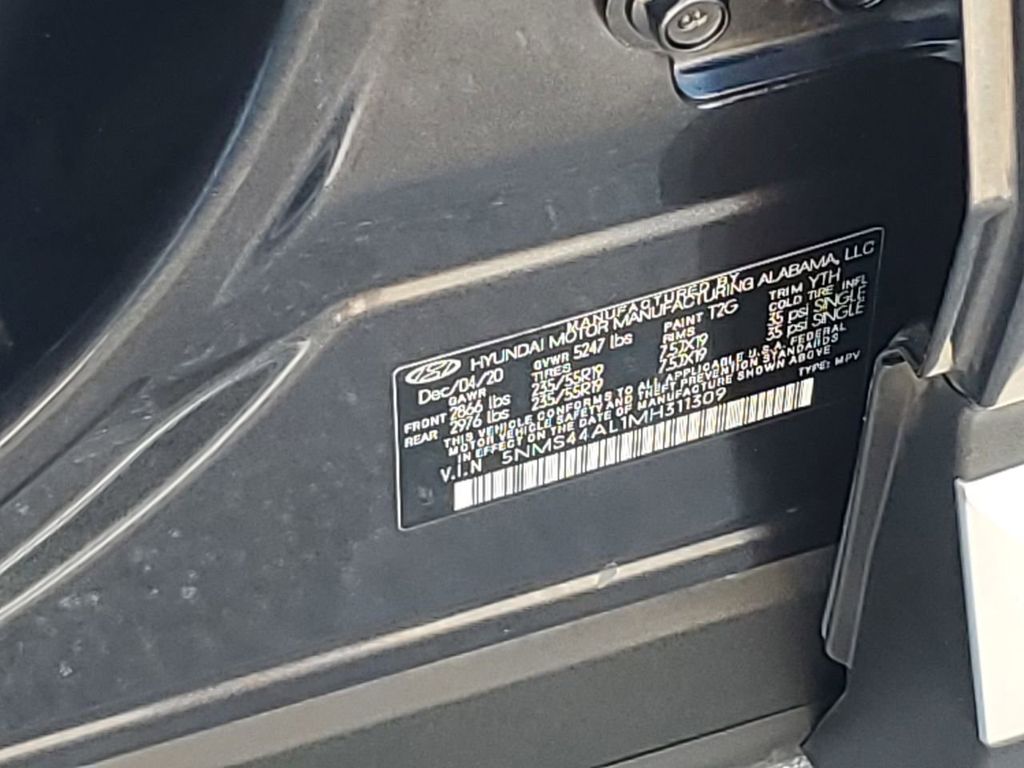 MANUFACTURED BY
HYUNDAI MOTOR MANUFACTURING ALABAMA, LLC
Dec/04/20 GVWR 5247 lbs PAINT T2G TRIM YTH
GAWR TIRES RIMS COLD TIRE INFL
FRONT 2866 lbs 235/55R19 7.5JX19 35 psi SINGLE
REAR 2976 lbs 235/55R19 7.5JX19 35 psi SINGLE
THIS VEHICLE CONFORMS TO ALL APPLICABLE U.S.A. FEDERAL
MOTOR VEHICLE SAFETY AND THEFT PREVENTION STANDARDS
IN EFFECT ON THE DATE OF MANUFACTURE SHOWN ABOVE
V.I.N 5NMS44AL1MH311309 TYPE: MPV